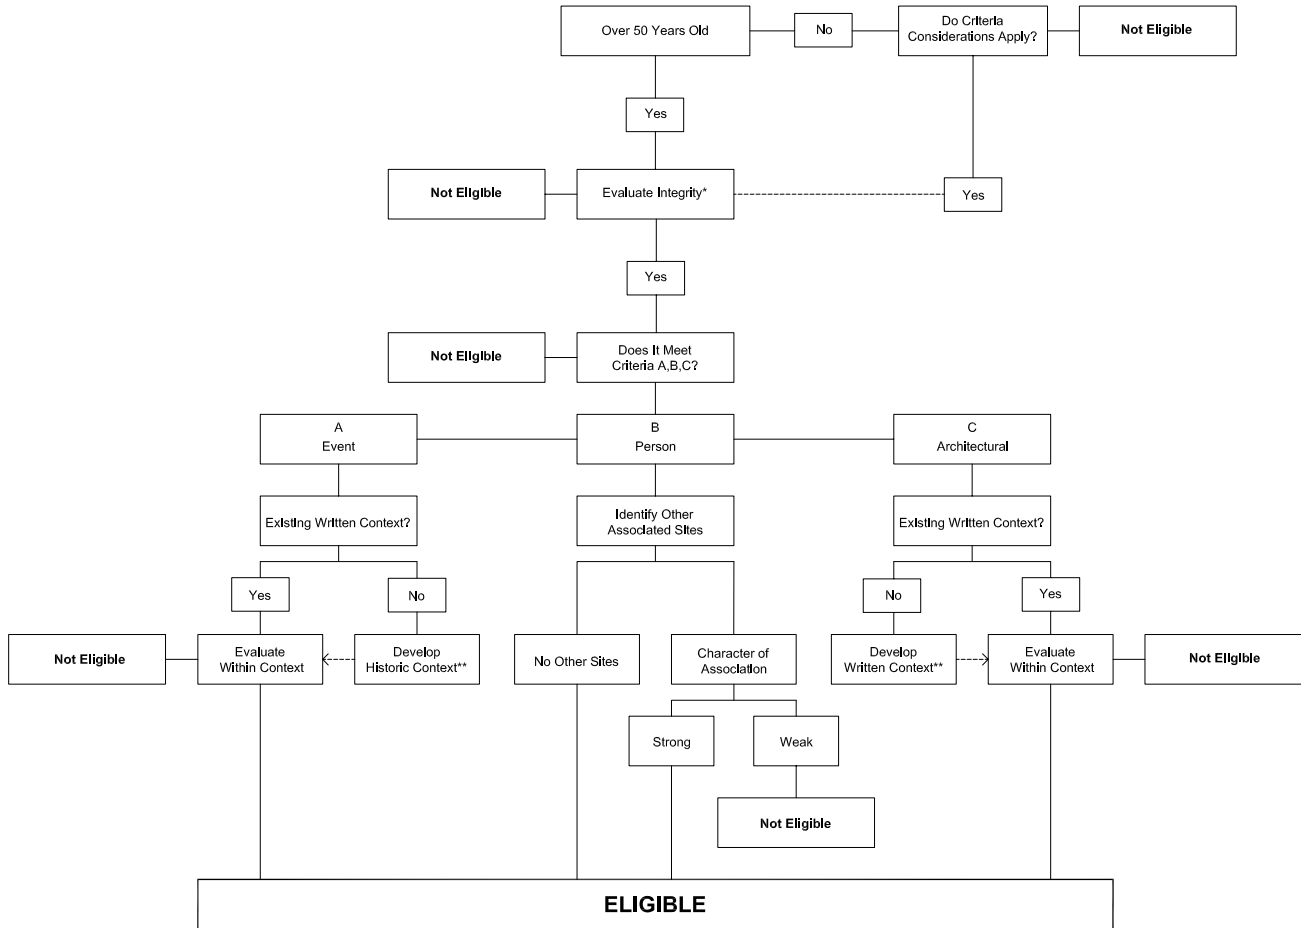 Over 50 Years Old
No
Do Criteria
Considerations Apply?
Not Eligible
Yes
Not Eligible
Evaluate Integrity*
Yes
Yes
Not Eligible
Does It Meet
Criteria A,B,C?
A
Event
B
Person
C
Architectural
Existing Written Context?
Identify Other
Associated Sites
Existing Written Context?
Yes
No
No
Yes
Not Eligible
Evaluate
Within Context
Develop
Historic Context**
No Other Sites
Character of
Association
Develop
Written Context**
Evaluate
Within Context
Not Eligible
Strong
Weak
Not Eligible
ELIGIBLE